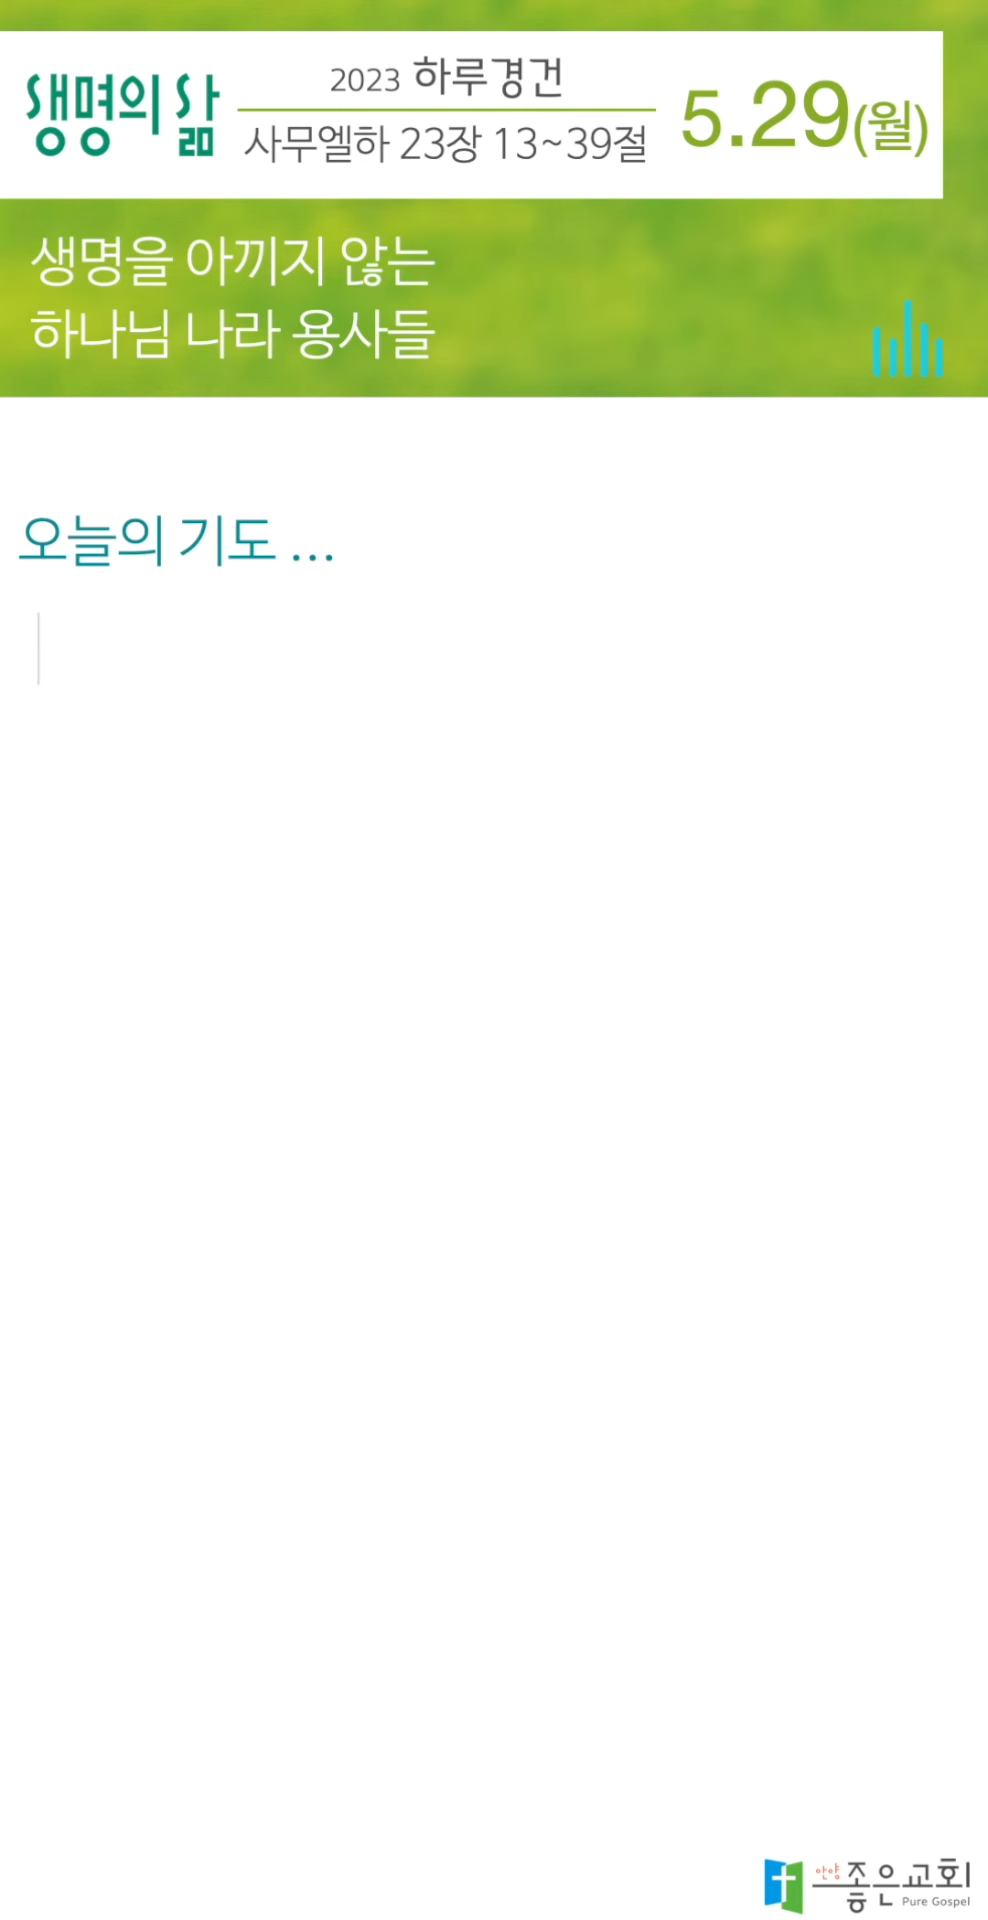 생명의 삶
2023 하루경건
사무엘하 23장 13~39절
5.29(월)
생명을 아끼지 않는
하나님 나라 용사들
오늘의 기도 ...
안양 좋은교회
Pure Gospel